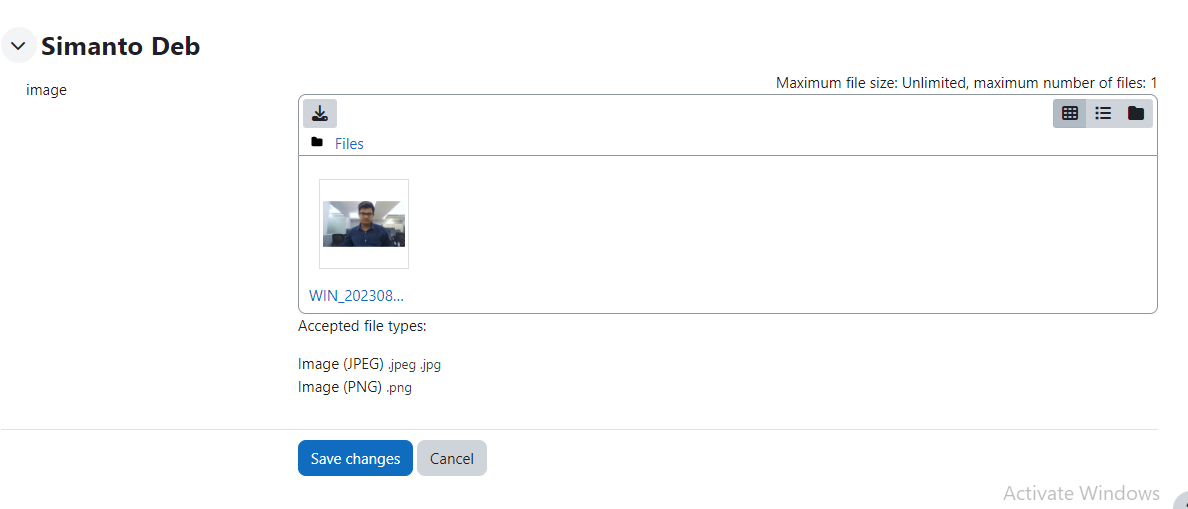 Simanto Deb
image
Maximum file size: Unlimited, maximum number of files: 1
Files
WIN_202308...
Accepted file types:
Image (JPEG) .jpeg .jpg
Image (PNG) .png
Save changes
Cancel
Activate Windows